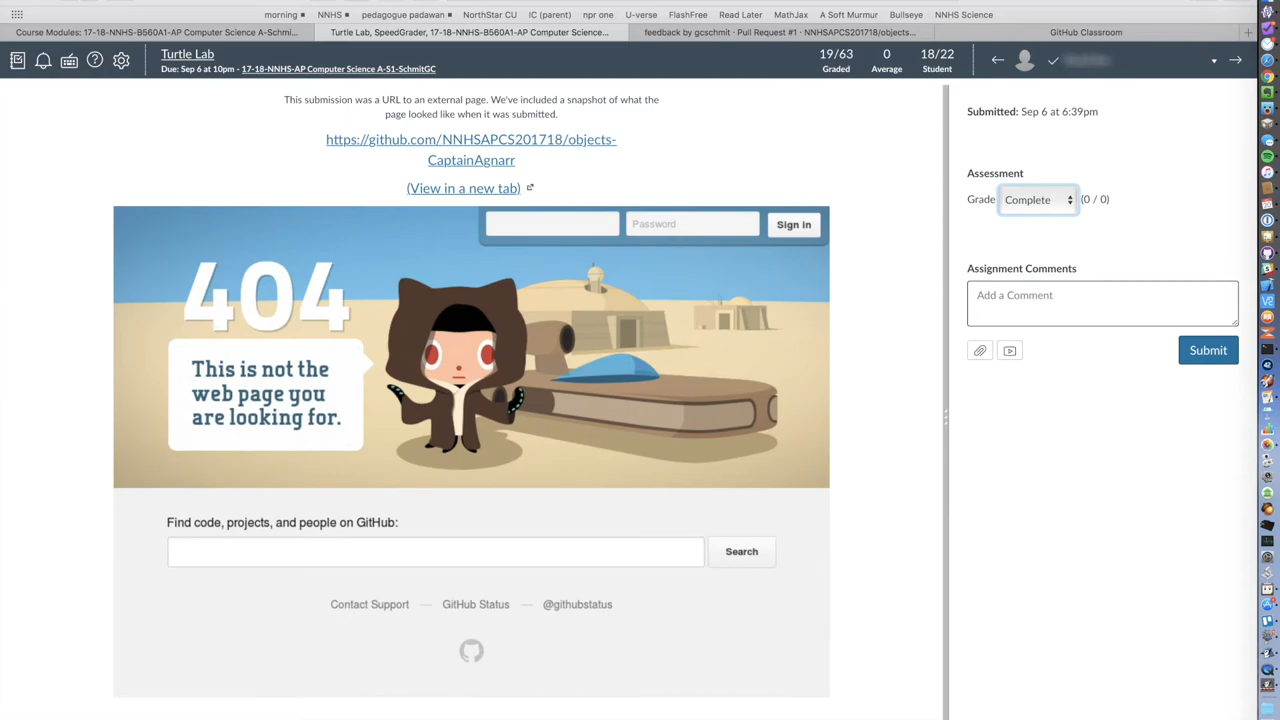 morning NNHS pedagogue padawan NorthStar CU IC (parent) npr one U-verse FlashFree Read Later MathJax A Soft Murmur Bullseye NNHS Science
Course Modules: 17-18-NNHS-B560A1-AP Computer Science A-Schmi...
Turtle Lab, SpeedGrader, 17-18-NNHS-B560A1-AP Computer Science...
feedback by gcschmit · Pull Request #1 · NNHSAPCS201718/objects...
GitHub Classroom
Turtle Lab
Due: Sep 6 at 10pm - 17-18-NNHS-AP Computer Science A-S1-SchmitGC
19/63
Graded
0
Average
18/22
Student
This submission was a URL to an external page. We've included a snapshot of what the
page looked like when it was submitted.
https://github.com/NNHSAPCS201718/objects-
CaptainAgnarr
(View in a new tab)
Password
Sign in
404
This is not the
web page you
are looking for.
Find code, projects, and people on GitHub:
Search
Contact Support — GitHub Status — @githubstatus
Submitted: Sep 6 at 6:39pm
Assessment
Grade Complete (0 / 0)
Assignment Comments
Add a Comment
Submit